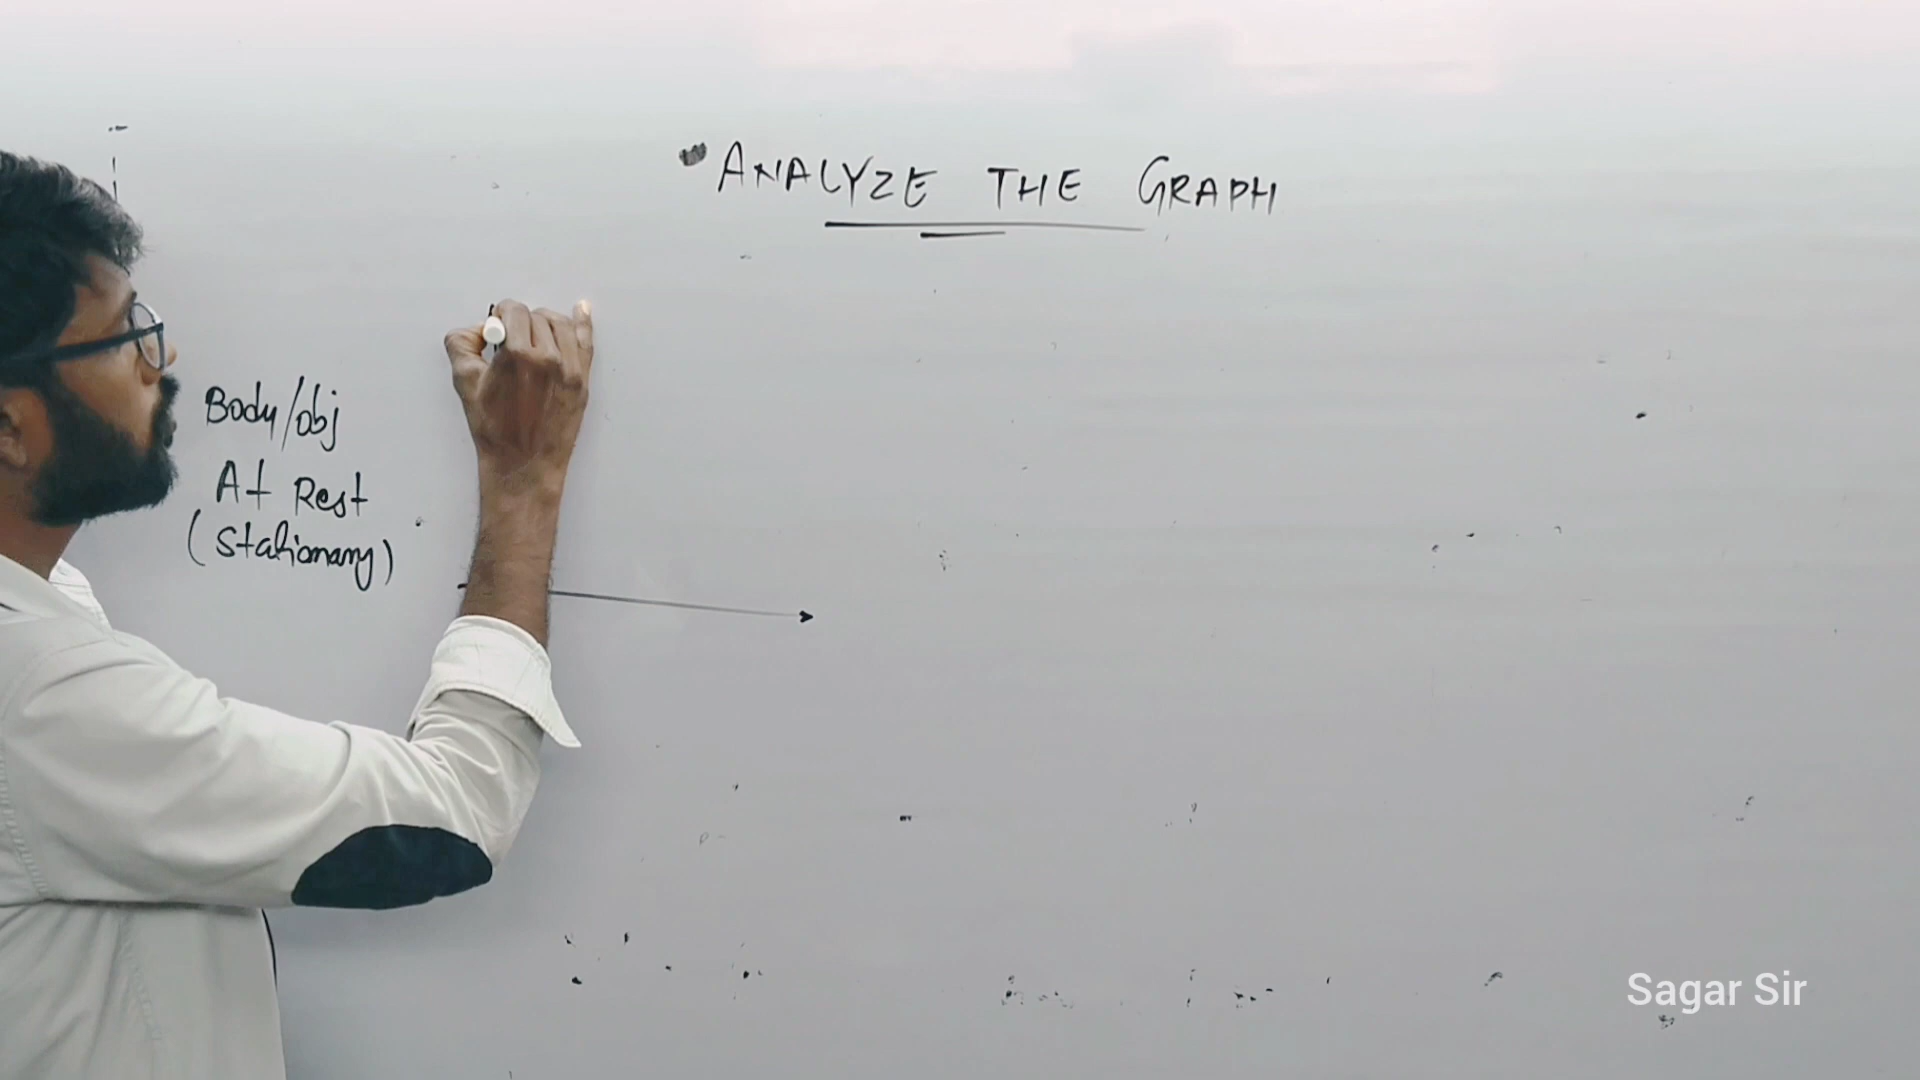 ANALYZE THE GRAPH
Body/obj
At Rest
(Stationary)
Sagar Sir